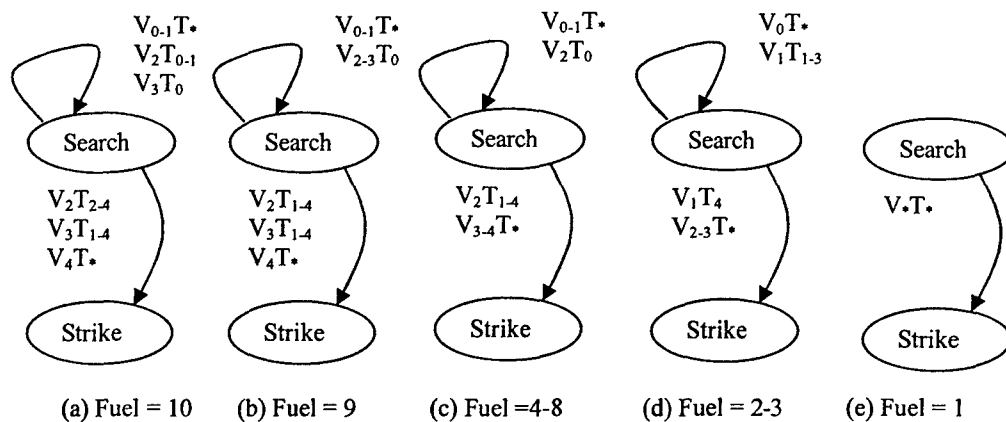 V₀₋₁T*
V₂T₀₋₁
V₃T₀
Search
V₂T₂₋₄
V₃T₁₋₄
V₄T*
Strike
(a) Fuel = 10
V₀₋₁T*
V₂₋₃T₀
Search
V₂T₁₋₄
V₃T₁₋₄
V₄T*
Strike
(b) Fuel = 9
V₀₋₁T*
V₂T₀
Search
V₂T₁₋₄
V₃₋₄T*
Strike
(c) Fuel =4-8
V₀T*
V₁T₁₋₃
Search
V₁T₄
V₂₋₃T*
Strike
(d) Fuel = 2-3
Search
V*T*
Strike
(e) Fuel = 1